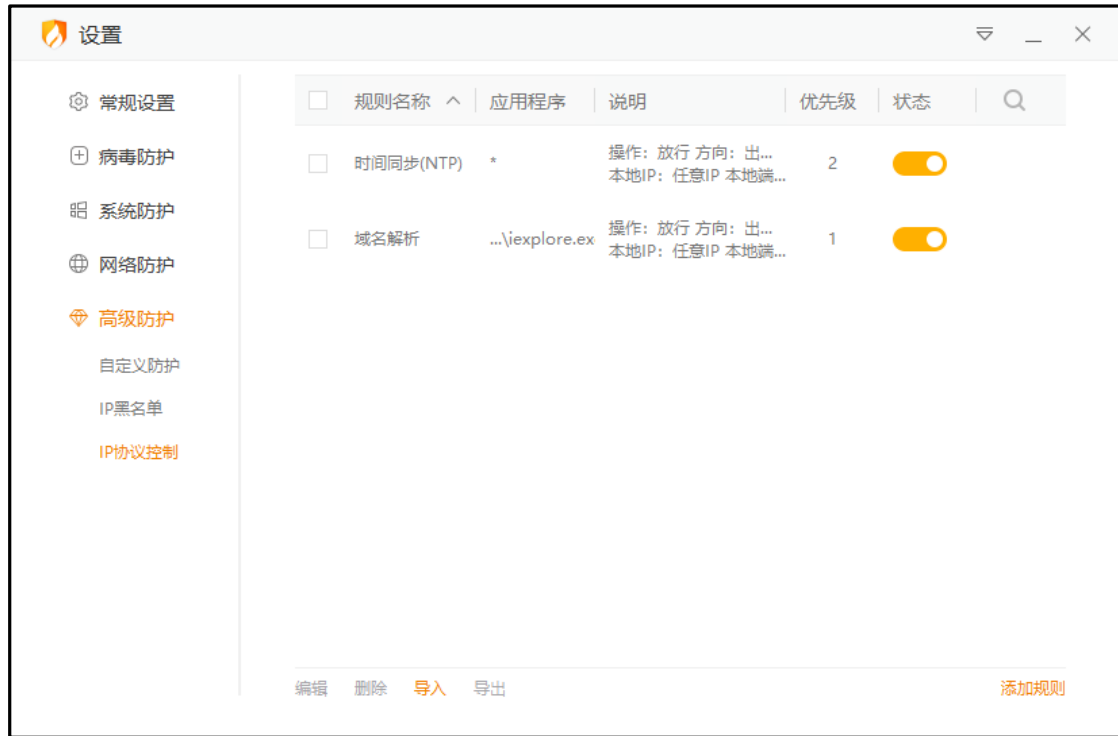 设置
常规设置
病毒防护
系统防护
网络防护
高级防护
自定义防护
IP黑名单
IP协议控制
规则名称 应用程序 说明 优先级 状态
时间同步(NTP) * 操作：放行 方向：出... 2
本地IP：任意IP 本地端...
域名解析 ...\iexplore.ex 操作：放行 方向：出... 1
本地IP：任意IP 本地端...
编辑 删除 导入 导出 添加规则